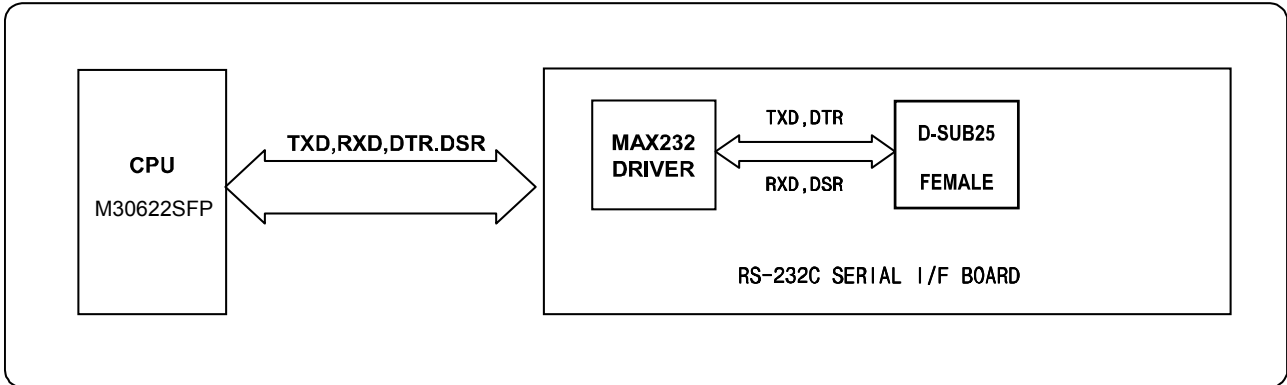 CPU
M30622SFP
TXD,RXD,DTR.DSR
MAX232
DRIVER
TXD,DTR
RXD,DSR
D-SUB25
FEMALE
RS-232C SERIAL I/F BOARD